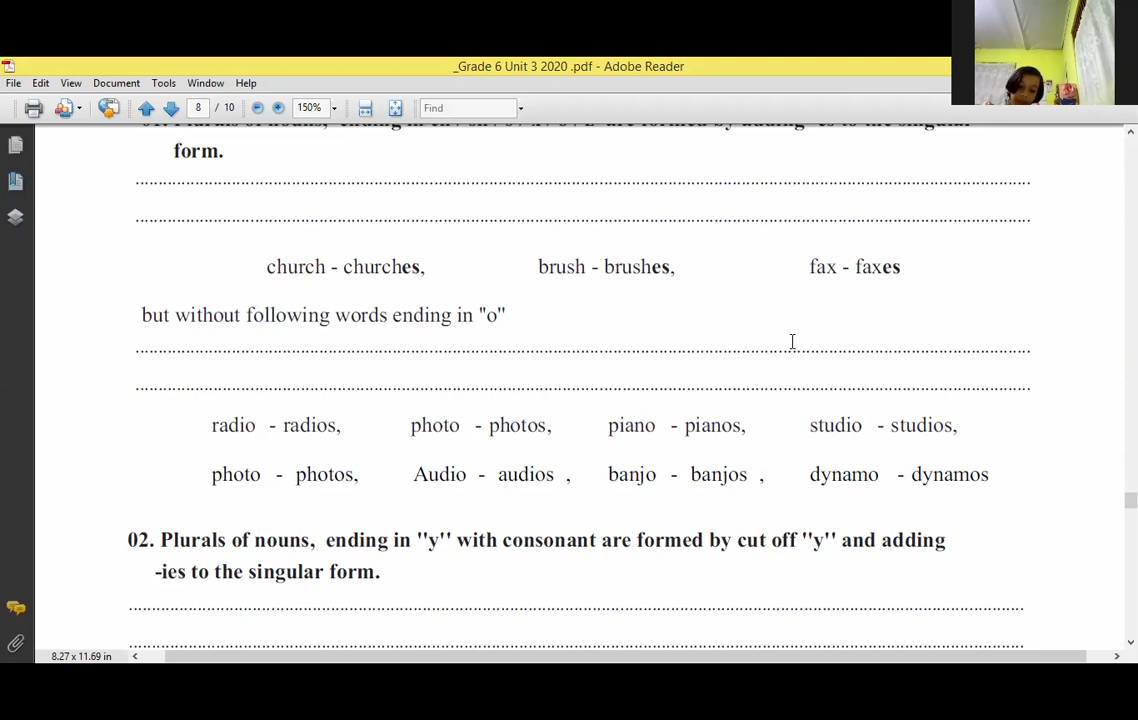 _Grade 6 Unit 3 2020 .pdf - Adobe Reader
File Edit View Document Tools Window Help
8 / 10 150% Find
form.
church - churches, brush - brushes, fax - faxes
but without following words ending in "o"
radio - radios, photo - photos, piano - pianos, studio - studios,
photo - photos, Audio - audios , banjo - banjos , dynamo - dynamos
02. Plurals of nouns, ending in "y" with consonant are formed by cut off "y" and adding
-ies to the singular form.
8.27 x 11.69 in